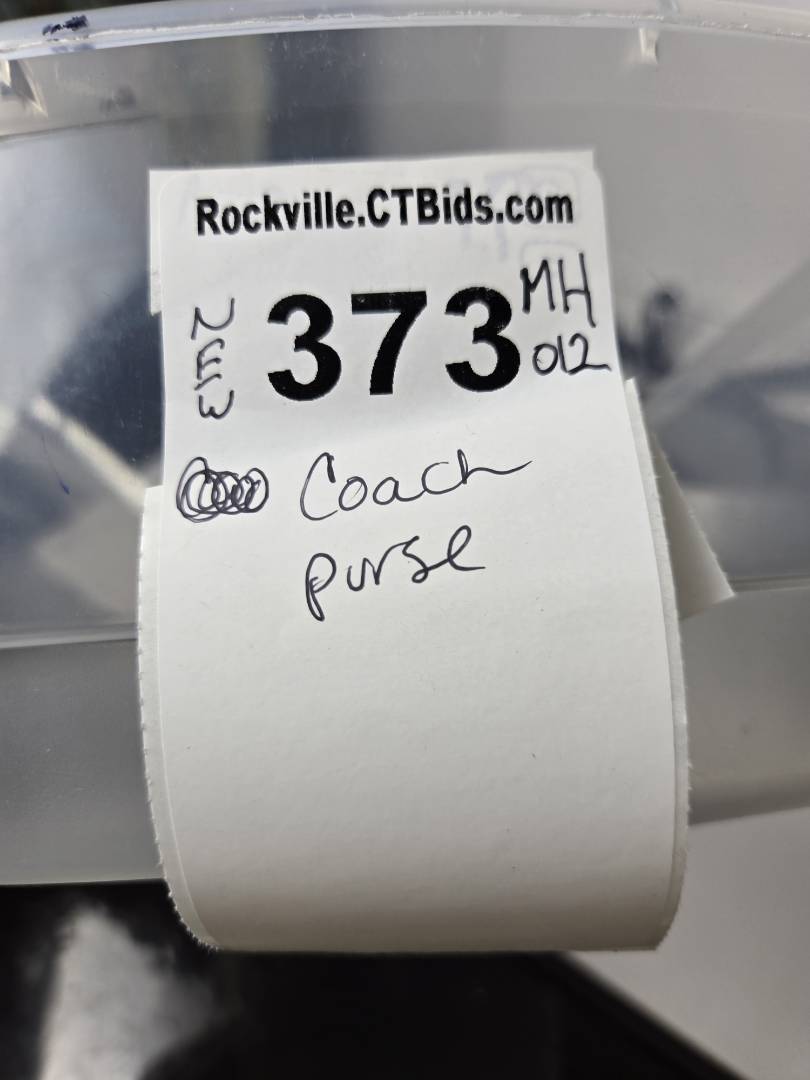 Rockville.CTBids.com
NEW
373
MH
012
Coach
purse